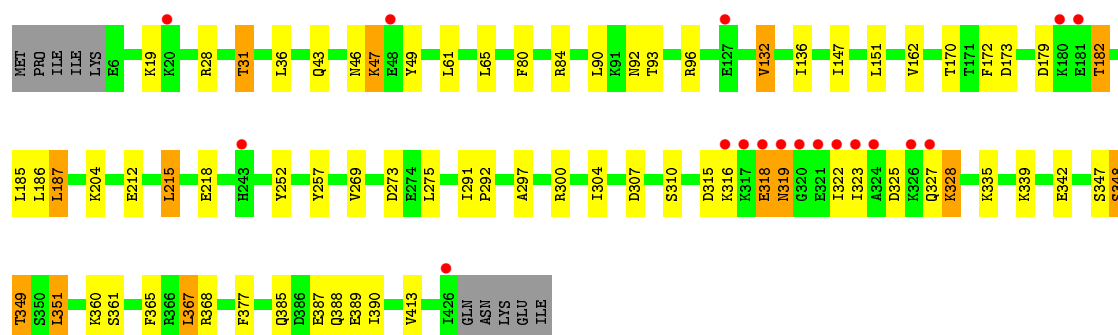 MET PRO ILE ILE LYS E6 K19 K20 R28 T31 L36 Q43 N46 K47 E48 Y49 L61 L65 F80 R84 L90 K91 N92 T93 R96 E127 V132 I136 I147 L151 V162 T170 T171 F172 D173 D179 K180 E181 T182
L185 L186 L187 K204 E212 L215 E218 H243 Y252 Y257 V269 D273 E274 L275 I291 P292 A297 R300 I304 D307 S310 D315 K316 K317 E318 N319 G320 E321 I322 I323 A324 D325 K326 Q327 K328 K335 K339 E342 S347 S348
T349 S350 L351 K360 S361 F365 R366 L367 R368 F377 Q385 D386 E387 Q388 E389 I390 V413 I426 GLN ASN LYS GLU ILE